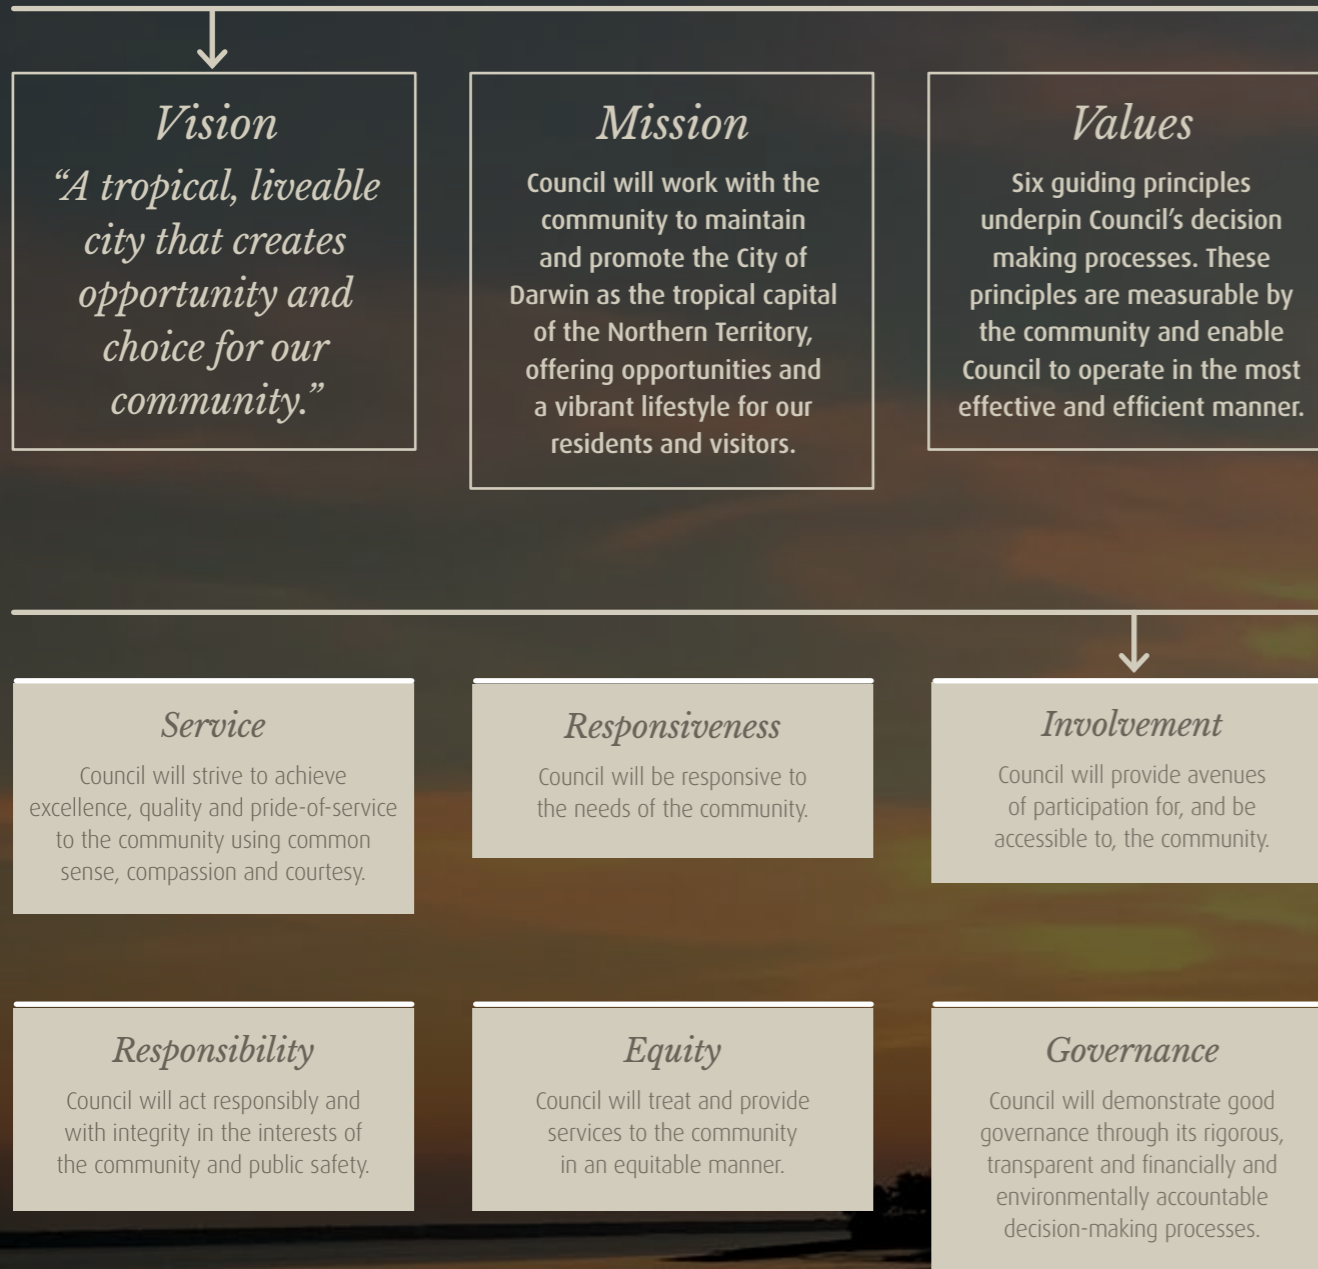 Vision
“A tropical, liveable
city that creates
opportunity and
choice for our
community.”
Mission
Council will work with the
community to maintain
and promote the City of
Darwin as the tropical capital
of the Northern Territory,
offering opportunities and
a vibrant lifestyle for our
residents and visitors.
Values
Six guiding principles
underpin Council’s decision
making processes. These
principles are measurable by
the community and enable
Council to operate in the most
effective and efficient manner.
Service
Council will strive to achieve
excellence, quality and pride-of-service
to the community using common
sense, compassion and courtesy.
Responsiveness
Council will be responsive to
the needs of the community.
Involvement
Council will provide avenues
of participation for, and be
accessible to, the community.
Responsibility
Council will act responsibly and
with integrity in the interests of
the community and public safety.
Equity
Council will treat and provide
services to the community
in an equitable manner.
Governance
Council will demonstrate good
governance through its rigorous,
transparent and financially and
environmentally accountable
decision-making processes.